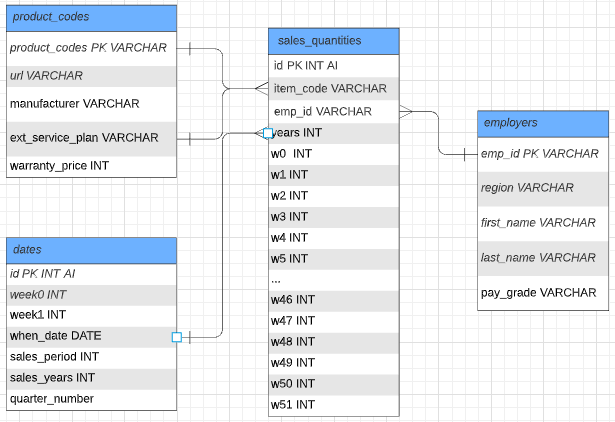 product_codes
product_codes PK VARCHAR
url VARCHAR
manufacturer VARCHAR
ext_service_plan VARCHAR
warranty_price INT
dates
id PK INT AI
week0 INT
week1 INT
when_date DATE
sales_period INT
sales_years INT
quarter_number
sales_quantities
id PK INT AI
item_code VARCHAR
emp_id VARCHAR
years INT
w0 INT
w1 INT
w2 INT
w3 INT
w4 INT
w5 INT
...
w46 INT
w47 INT
w48 INT
w49 INT
w50 INT
w51 INT
employers
emp_id PK VARCHAR
region VARCHAR
first_name VARCHAR
last_name VARCHAR
pay_grade VARCHAR